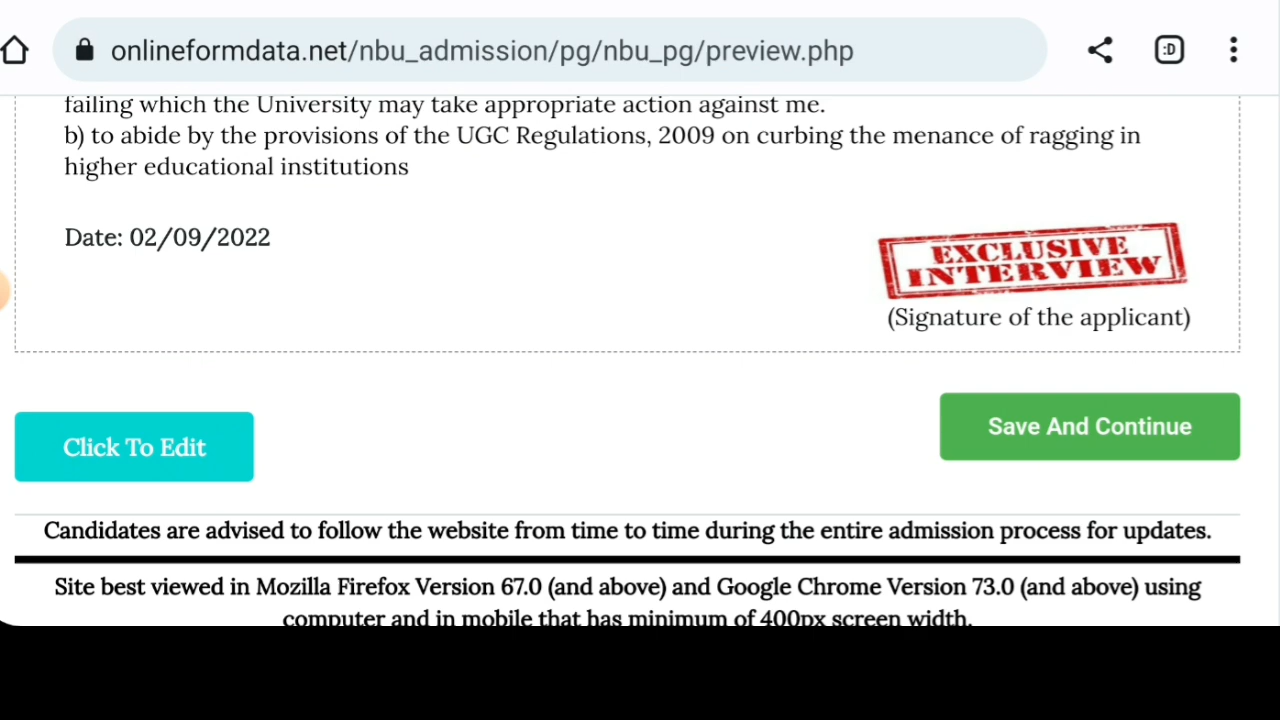 onlineformdata.net/nbu_admission/pg/nbu_pg/preview.php
:D
failing which the University may take appropriate action against me.
b) to abide by the provisions of the UGC Regulations, 2009 on curbing the menance of ragging in
higher educational institutions
Date: 02/09/2022
EXCLUSIVE
INTERVIEW
(Signature of the applicant)
Click To Edit
Save And Continue
Candidates are advised to follow the website from time to time during the entire admission process for updates.
Site best viewed in Mozilla Firefox Version 67.0 (and above) and Google Chrome Version 73.0 (and above) using
computer and in mobile that has minimum of 400px screen width.